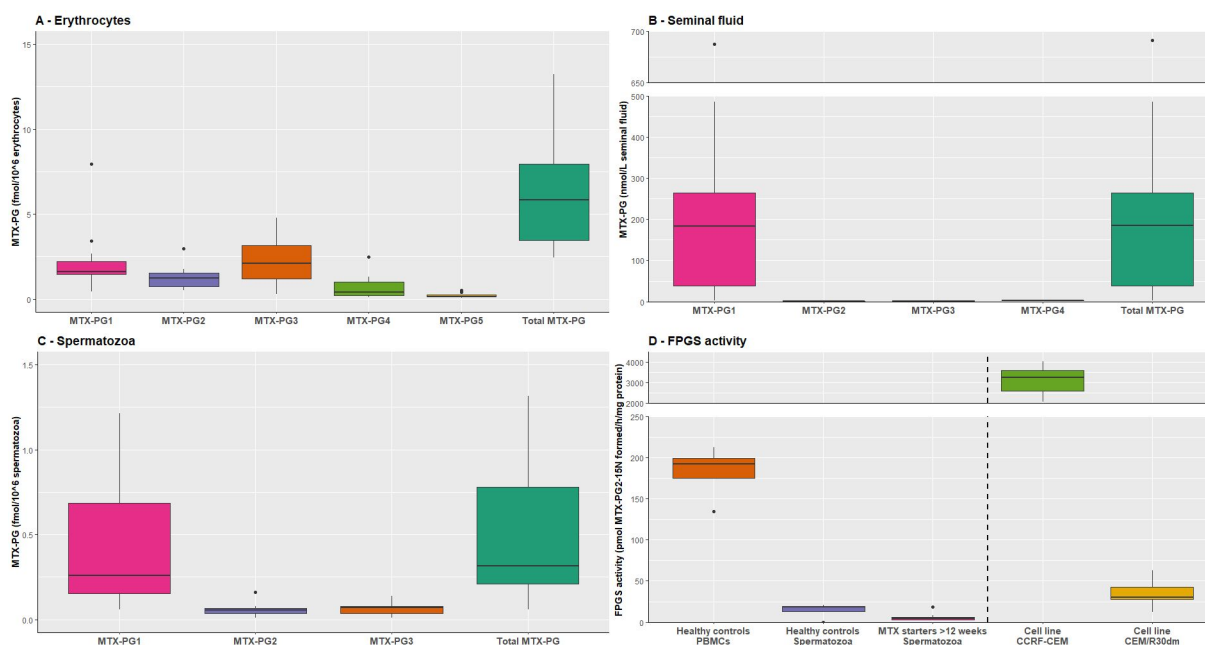 A - Erythrocytes
MTX-PG (fmol/10^6 erythrocytes)
15
10
5
0
MTX-PG1 MTX-PG2 MTX-PG3 MTX-PG4 MTX-PG5 Total MTX-PG
B - Seminal fluid
MTX-PG (nmol/L seminal fluid)
700
650
500
400
300
200
100
0
MTX-PG1 MTX-PG2 MTX-PG3 MTX-PG4 Total MTX-PG
C - Spermatozoa
MTX-PG (fmol/10^6 spermatozoa)
1.5
1.0
0.5
0.0
MTX-PG1 MTX-PG2 MTX-PG3 Total MTX-PG
D - FPGS activity
FPGS activity (pmol MTX-PG2-15N formed/h/mg protein)
4000
3000
2000
250
200
150
100
50
0
Healthy controls Healthy controls MTX starters >12 weeks Cell line Cell line
PBMCs Spermatozoa Spermatozoa CCRF-CEM CEM/R30dm